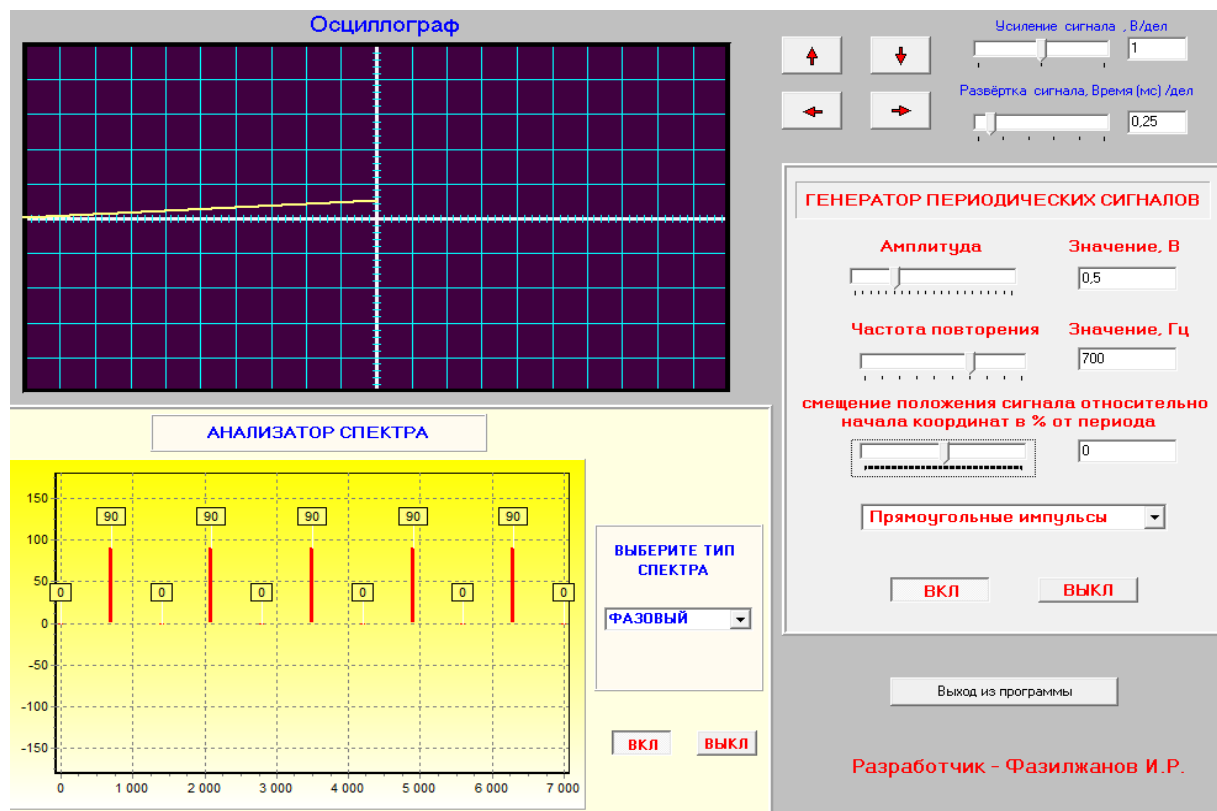 Осциллограф
Усиление сигнала , В/дел
1
Развёртка сигнала, Время (мс) /дел
0,25
ГЕНЕРАТОР ПЕРИОДИЧЕСКИХ СИГНАЛОВ
Амплитуда
Значение, В
0,5
Частота повторения
Значение, Гц
700
смещение положения сигнала относительно
начала координат в % от периода
0
Прямоугольные импульсы
ВКЛ
ВЫКЛ
Выход из программы
Разработчик - Фазилжанов И.Р.
АНАЛИЗАТОР СПЕКТРА
150
100
50
0
-50
-100
-150
90 90 90 90 90
0 0 0 0 0 0
0 1 000 2 000 3 000 4 000 5 000 6 000 7 000
ВЫБЕРИТЕ ТИП
СПЕКТРА
ФАЗОВЫЙ
ВКЛ
ВЫКЛ